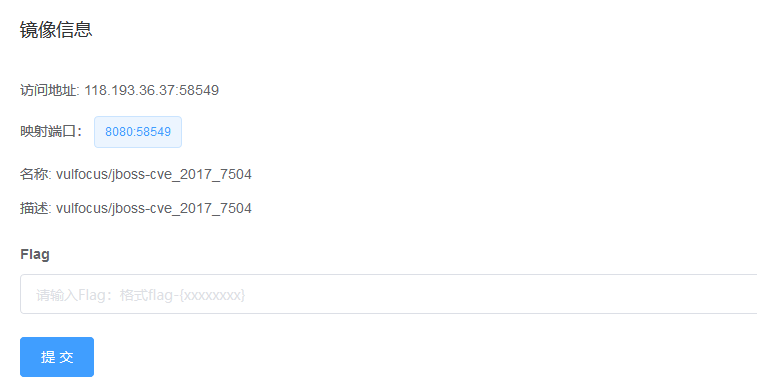 镜像信息
访问地址: 118.193.36.37:58549
映射端口： 8080:58549
名称: vulfocus/jboss-cve_2017_7504
描述: vulfocus/jboss-cve_2017_7504
Flag
请输入Flag：格式flag-{xxxxxxxx}
提 交